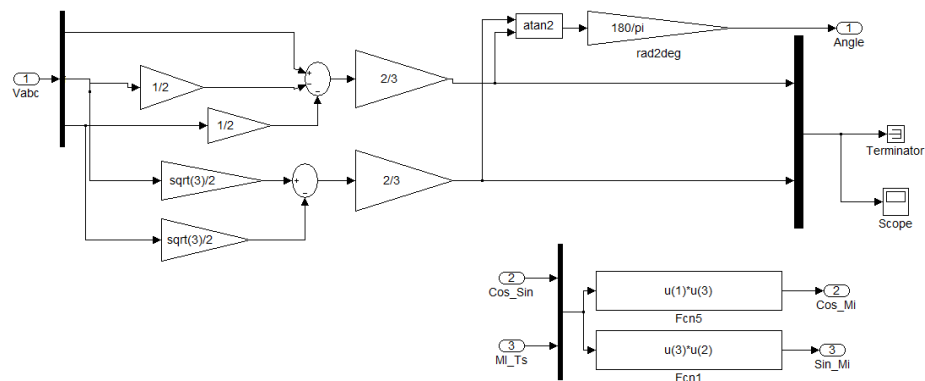 atan2
180/pi
1
Angle
rad2deg
1
Vabc
1/2
+
−
−
2/3
1/2
Terminator
sqrt(3)/2
+
−
2/3
Scope
sqrt(3)/2
2
Cos_Sin
u(1)*u(3)
2
Cos_Mi
Fcn5
3
MI_Ts
u(3)*u(2)
3
Sin_Mi
Fcn1